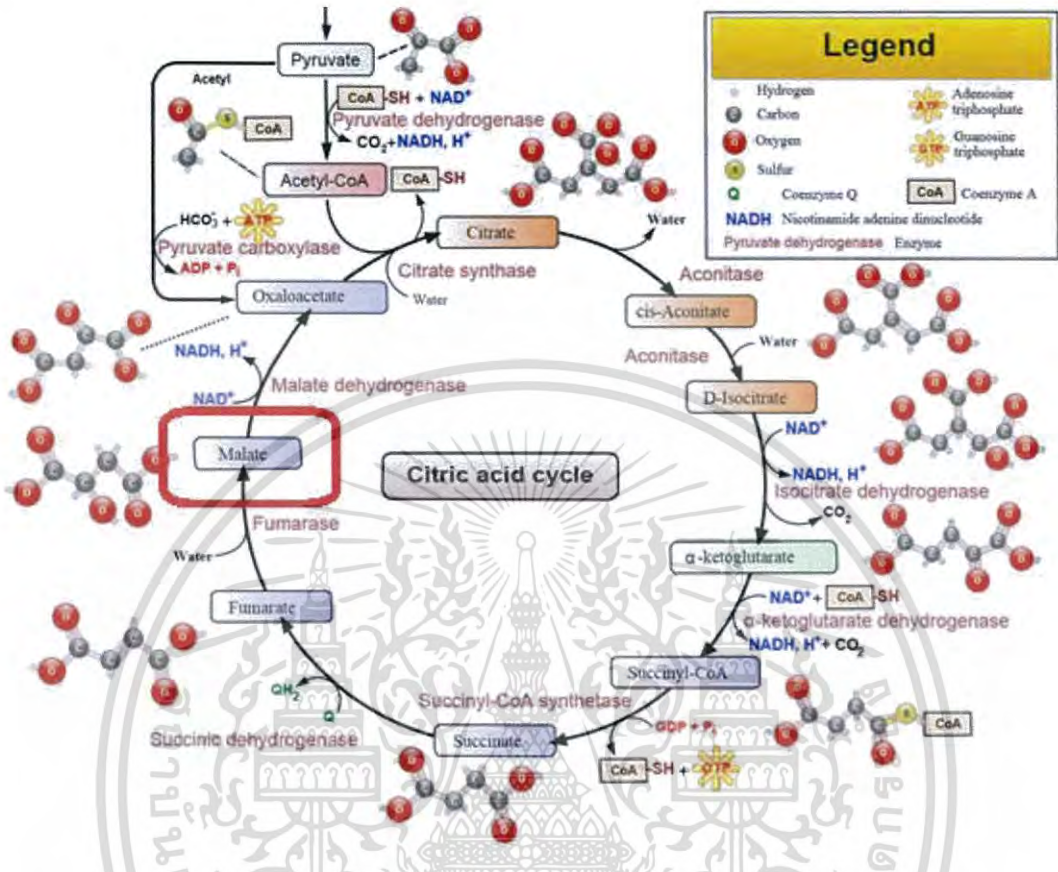 Pyruvate
Acetyl
CoA-SH + NAD⁺
Pyruvate dehydrogenase
CO₂+NADH, H⁺
S CoA
Acetyl-CoA
CoA-SH
HCO₃⁻ + ATP
Pyruvate carboxylase
ADP + Pi
Citrate
Water
Citrate synthase
Water
Oxaloacetate
Aconitase
cis-Aconitate
Water
Aconitase
D-Isocitrate
NAD⁺
NADH, H⁺
Isocitrate dehydrogenase
CO₂
α-ketoglutarate
NAD⁺ + CoA-SH
α-ketoglutarate dehydrogenase
NADH, H⁺ + CO₂
Succinyl-CoA
S CoA
Succinyl-CoA synthetase
GDP + Pi
CoA-SH + GTP
Succinate
QH₂
Q
Succinic dehydrogenase
Fumarate
Water
Fumarase
Malate
NAD⁺
Malate dehydrogenase
NADH, H⁺
Citric acid cycle
Legend
Hydrogen
Carbon
Oxygen
Sulfur
Q Coenzyme Q
ATP Adenosine triphosphate
GTP Guanosine triphosphate
CoA Coenzyme A
NADH Nicotinamide adenine dinucleotide
Pyruvate dehydrogenase Enzyme